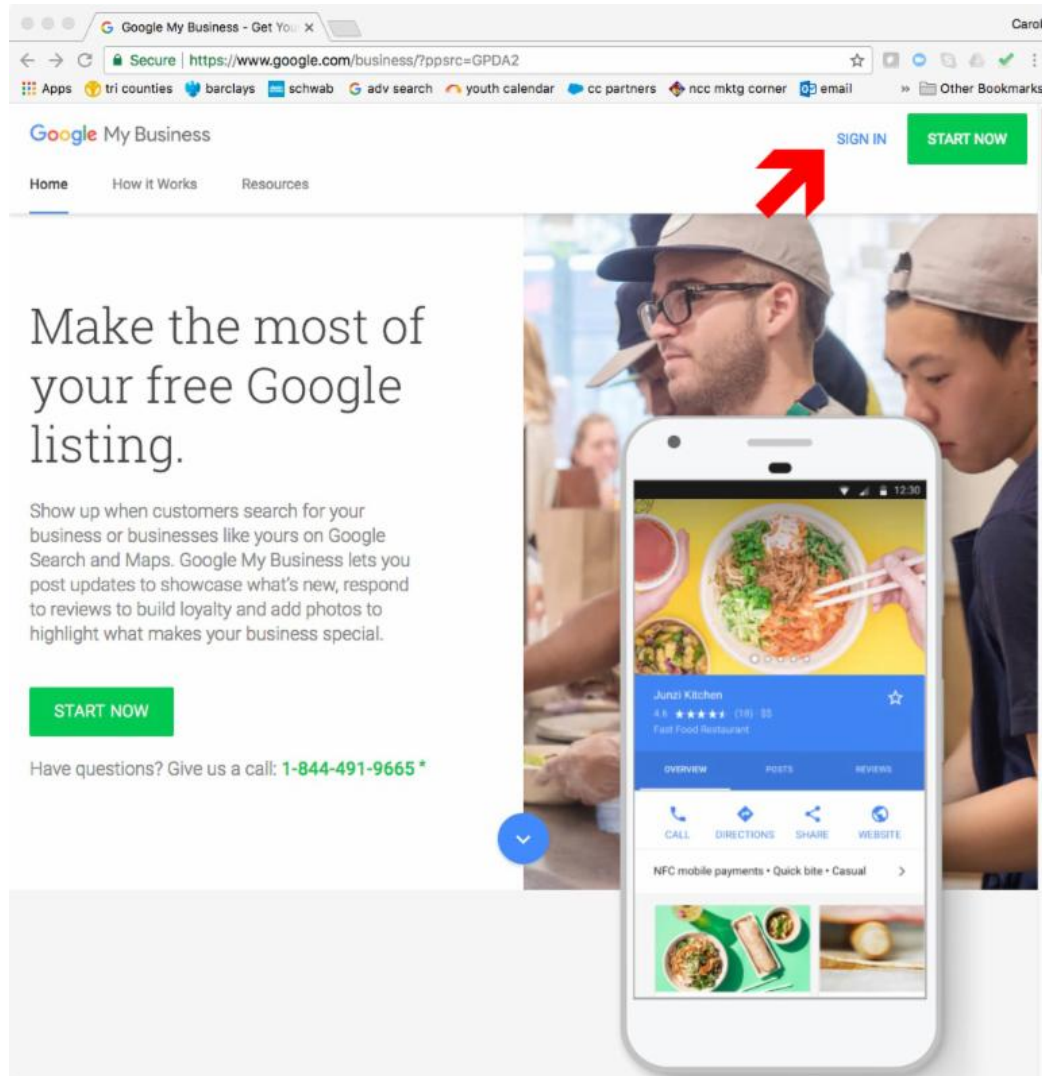 Google My Business - Get You
Carol
Secure | https://www.google.com/business/?ppsrc=GPDA2
Apps tri counties barclays schwab adv search youth calendar cc partners ncc mktg corner email » Other Bookmarks
Google My Business
SIGN IN
START NOW
Home How it Works Resources
Make the most of
your free Google
listing.
Show up when customers search for your
business or businesses like yours on Google
Search and Maps. Google My Business lets you
post updates to showcase what's new, respond
to reviews to build loyalty and add photos to
highlight what makes your business special.
START NOW
Have questions? Give us a call: 1-844-491-9665 *
12:30
Junzi Kitchen
4.6 ★★★★★ (19) · $$
Fast Food Restaurant
OVERVIEW POSTS REVIEWS
CALL DIRECTIONS SHARE WEBSITE
NFC mobile payments • Quick bite • Casual